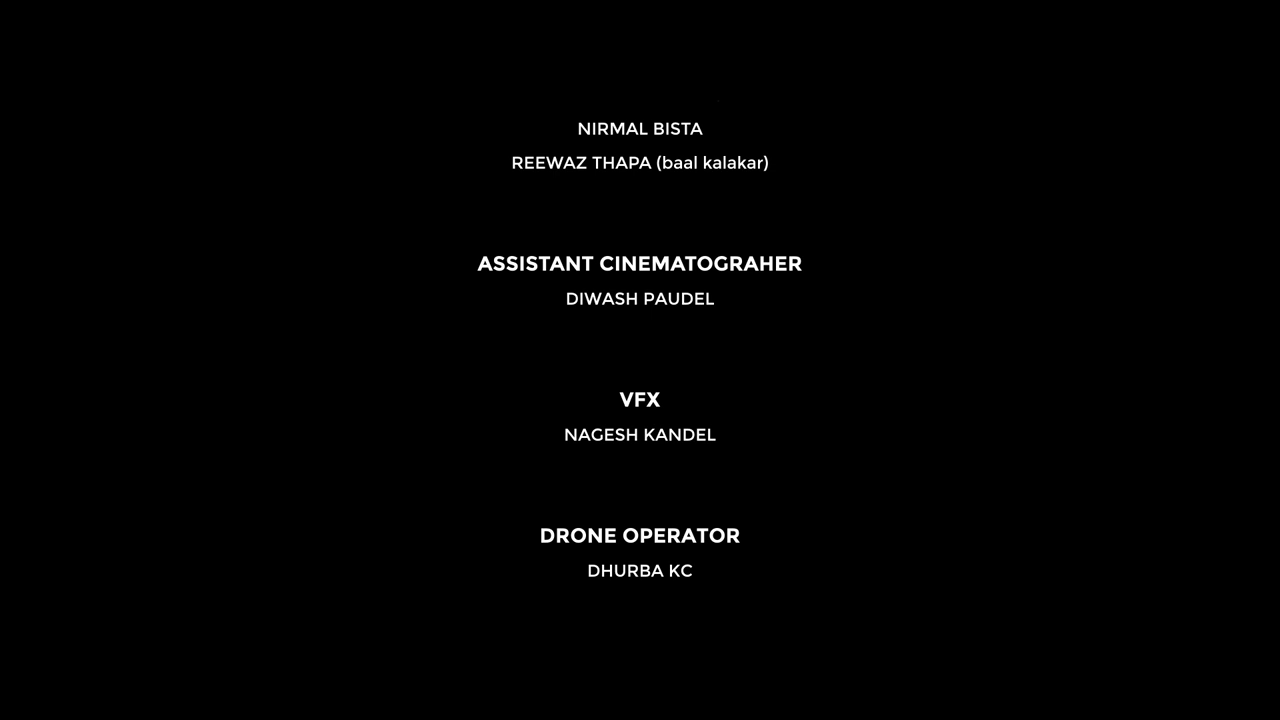 NIRMAL BISTA
REEWAZ THAPA (baal kalakar)
ASSISTANT CINEMATOGRAHER
DIWASH PAUDEL
VFX
NAGESH KANDEL
DRONE OPERATOR
DHURBA KC